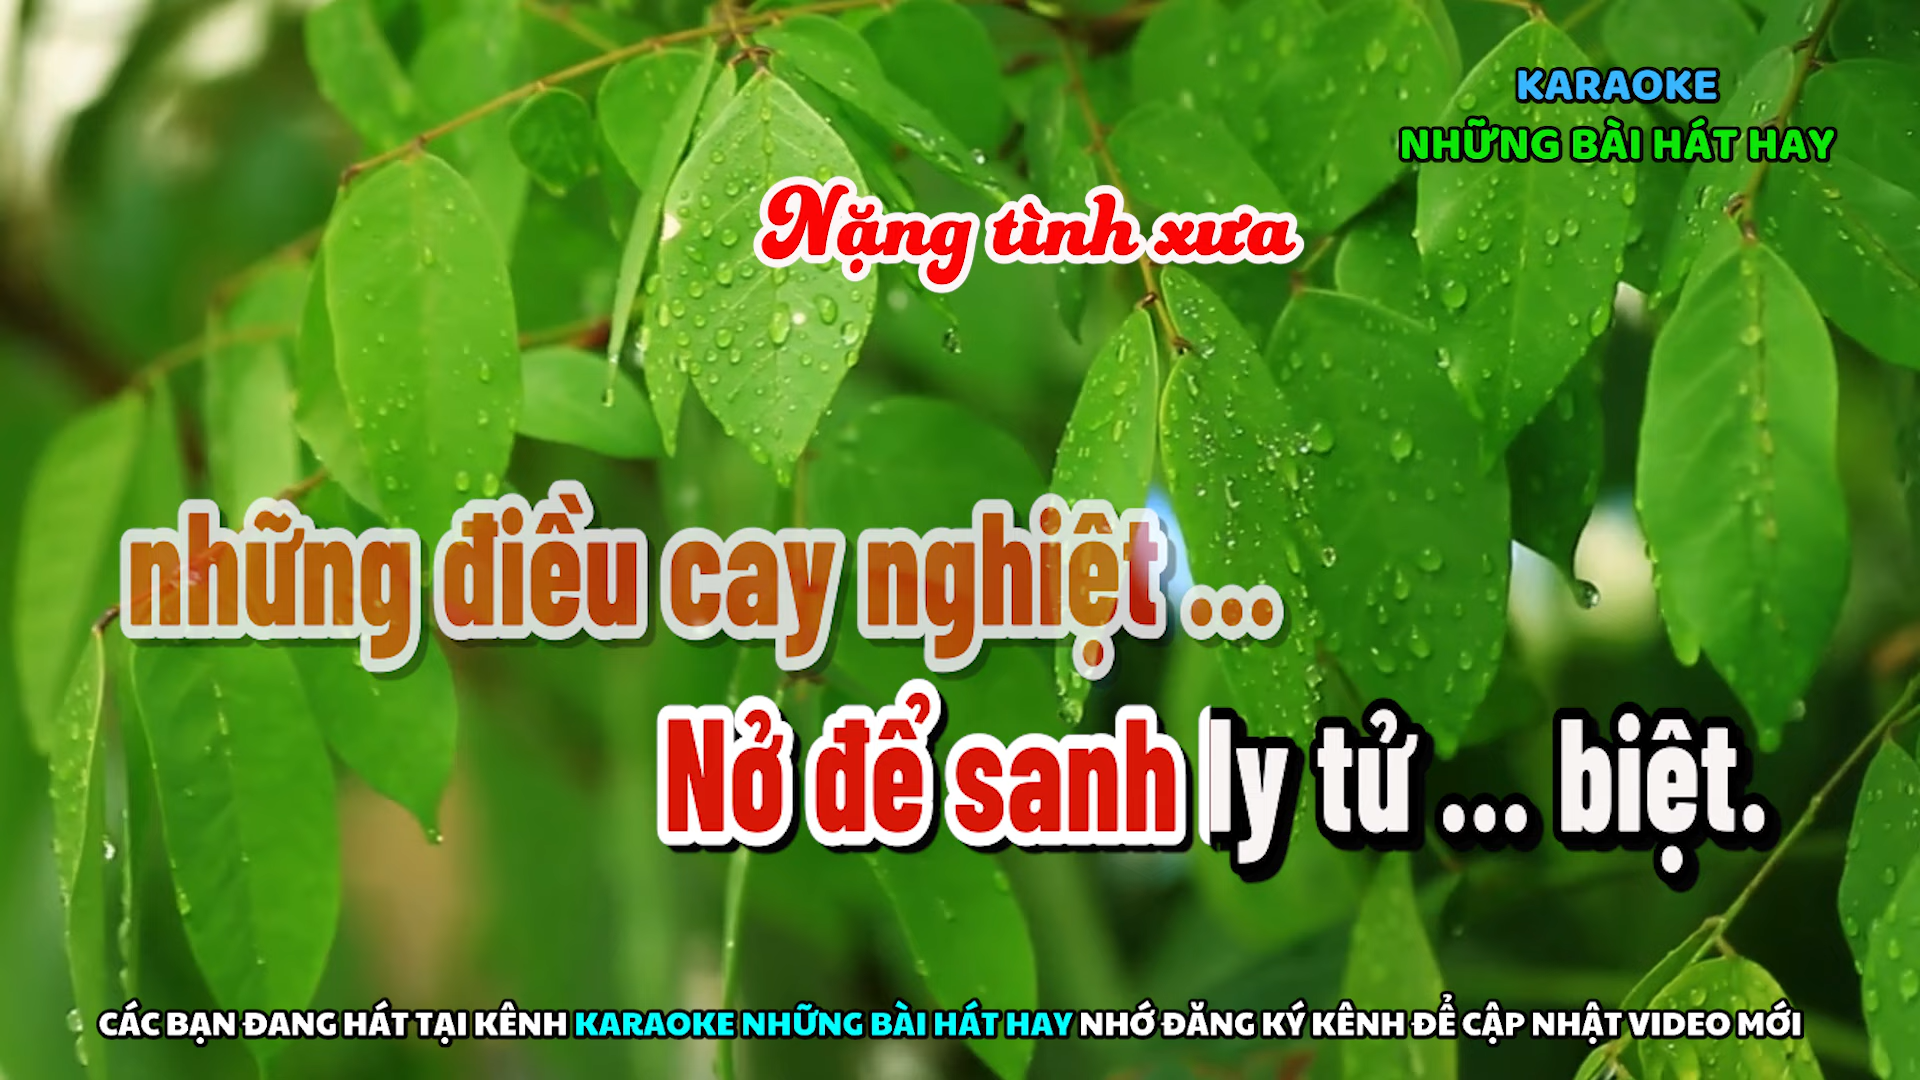 KARAOKE
NHỮNG BÀI HÁT HAY
Nặng tình xưa
những điều cay nghiệt ...
Nở để sanh ly tử ... biệt.
CÁC BẠN ĐANG HÁT TẠI KÊNH KARAOKE NHỮNG BÀI HÁT HAY NHỚ ĐĂNG KÝ KÊNH ĐỂ CẬP NHẬT VIDEO MỚI